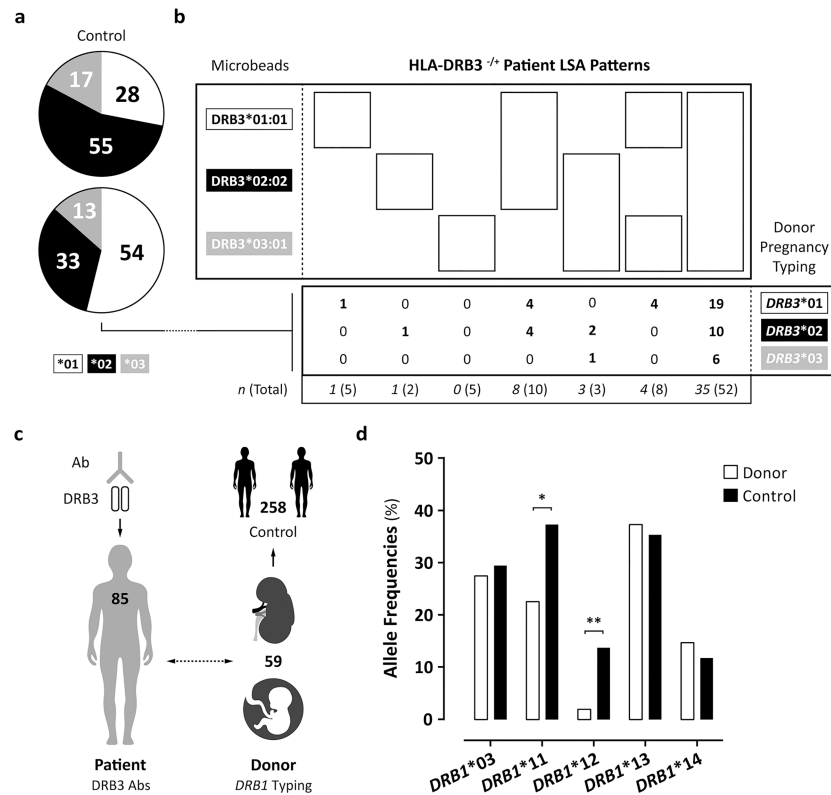 a
Control
17
28
55
13
54
33
*01 *02 *03
b
Microbeads
HLA-DRB3 -/+ Patient LSA Patterns
DRB3*01:01
DRB3*02:02
DRB3*03:01
Donor
Pregnancy
Typing
1 0 0 4 0 4 19 DRB3*01
0 1 0 4 2 0 10 DRB3*02
0 0 0 0 1 0 6 DRB3*03
n (Total) 1 (5) 1 (2) 0 (5) 8 (10) 3 (3) 4 (8) 35 (52)
c
Ab
DRB3
85
Patient
DRB3 Abs
258
Control
59
Donor
DRB1 Typing
d
Allele Frequencies (%)
50
40
30
20
10
0
*
**
Donor
Control
DRB1*03
DRB1*11
DRB1*12
DRB1*13
DRB1*14